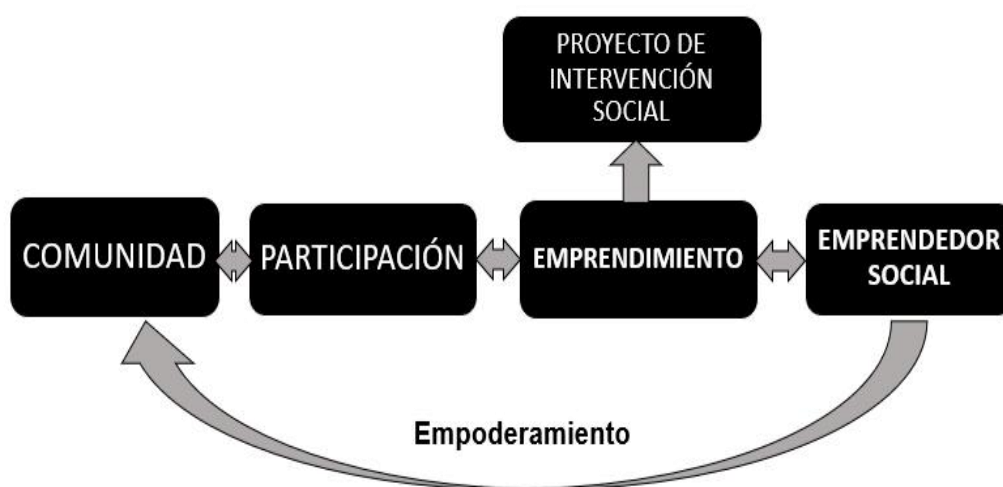 PROYECTO DE
INTERVENCIÓN
SOCIAL
COMUNIDAD
PARTICIPACIÓN
EMPRENDIMIENTO
EMPRENDEDOR
SOCIAL
Empoderamiento